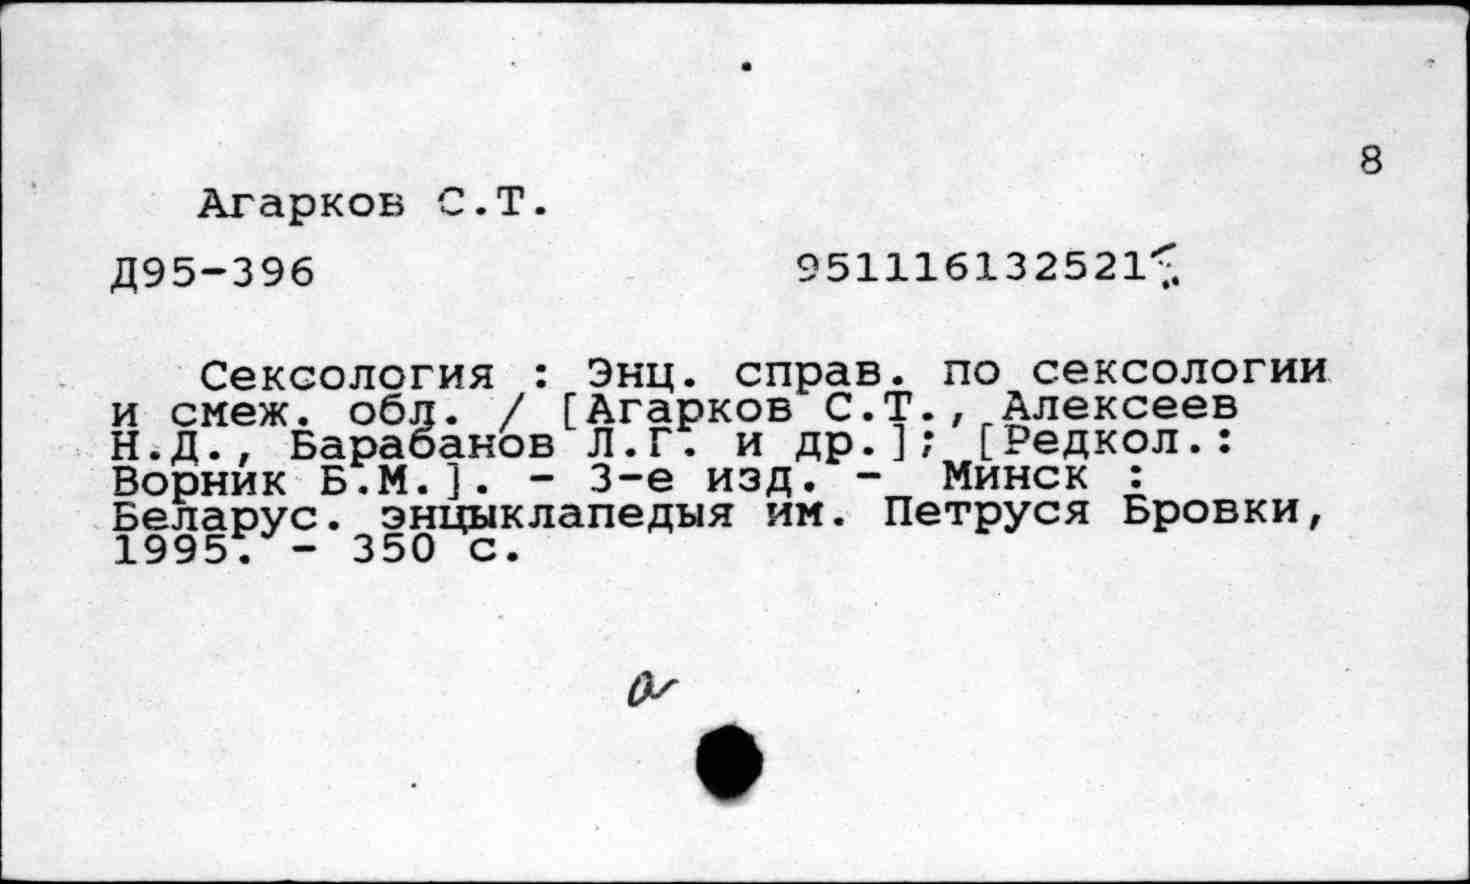 8
Агарков С.Т.
Д95-396 951116132521
Сексология : Энц. справ. по сексологии
и смеж. обл. / [Агарков С.Т., Алексеев
Н.Д., Барабанов Л.Г. и др.]; [Редкол.:
Ворник Б.М.]. - 3-е изд. - Минск :
Беларус. энцыклапедыя им. Петруся Бровки,
1995. - 350 с.